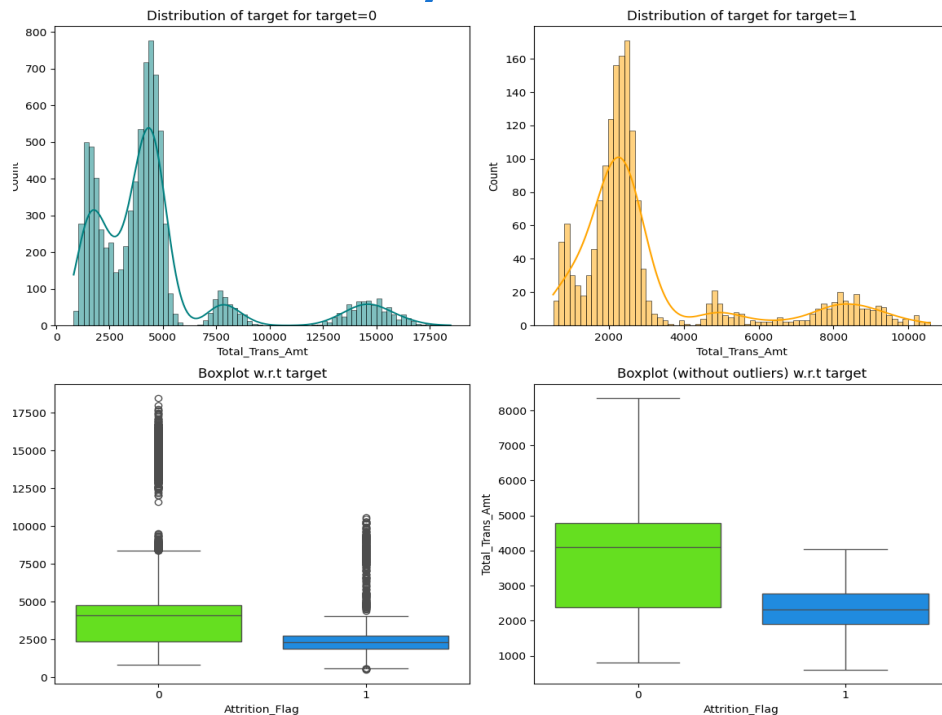 Distribution of target for target=0
800
700
600
500
400
300
200
100
0
Count
0 2500 5000 7500 10000 12500 15000 17500
Total_Trans_Amt
Distribution of target for target=1
160
140
120
100
80
60
40
20
0
Count
2000 4000 6000 8000 10000
Total_Trans_Amt
Boxplot w.r.t target
17500
15000
12500
10000
7500
5000
2500
0
0 1
Attrition_Flag
Boxplot (without outliers) w.r.t target
8000
7000
6000
5000
4000
3000
2000
1000
Total_Trans_Amt
0 1
Attrition_Flag